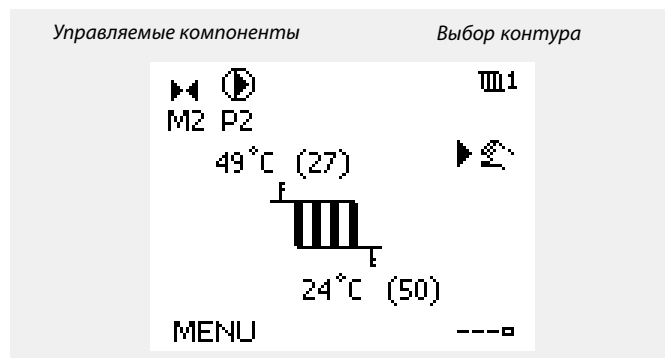 Управляемые компоненты Выбор контура
1
M2 P2
49°C (27)
24°C (50)
MENU ---